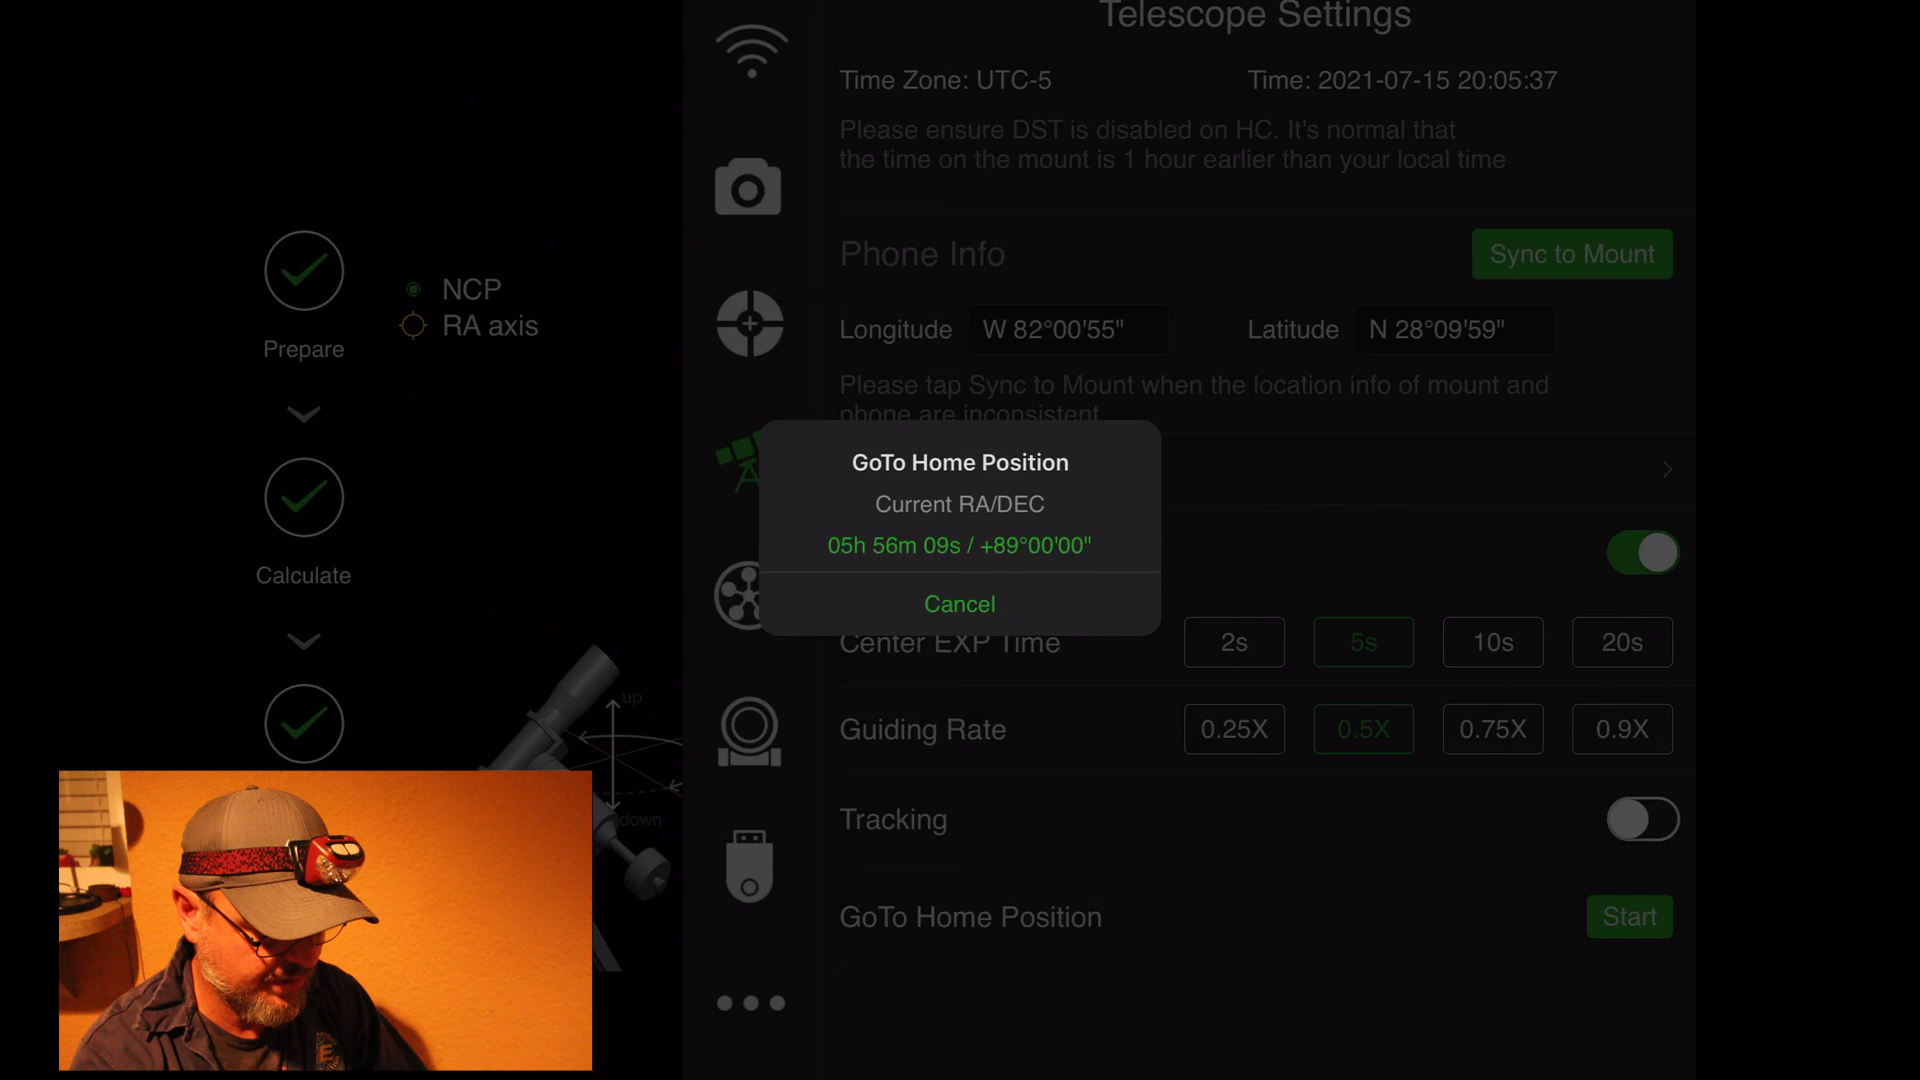 Telescope Settings
Time Zone: UTC-5
Time: 2021-07-15 20:05:37
Please ensure DST is disabled on HC. It's normal that
the time on the mount is 1 hour earlier than your local time
Phone Info
Sync to Mount
Longitude
W 82°00'55"
Latitude
N 28°09'59"
Please tap Sync to Mount when the location info of mount and
phone are inconsistent
NCP
RA axis
Prepare
Calculate
GoTo Home Position
Current RA/DEC
05h 56m 09s / +89°00'00"
Cancel
Center EXP Time
2s
5s
10s
20s
Guiding Rate
0.25X
0.5X
0.75X
0.9X
up
down
Tracking
GoTo Home Position
Start